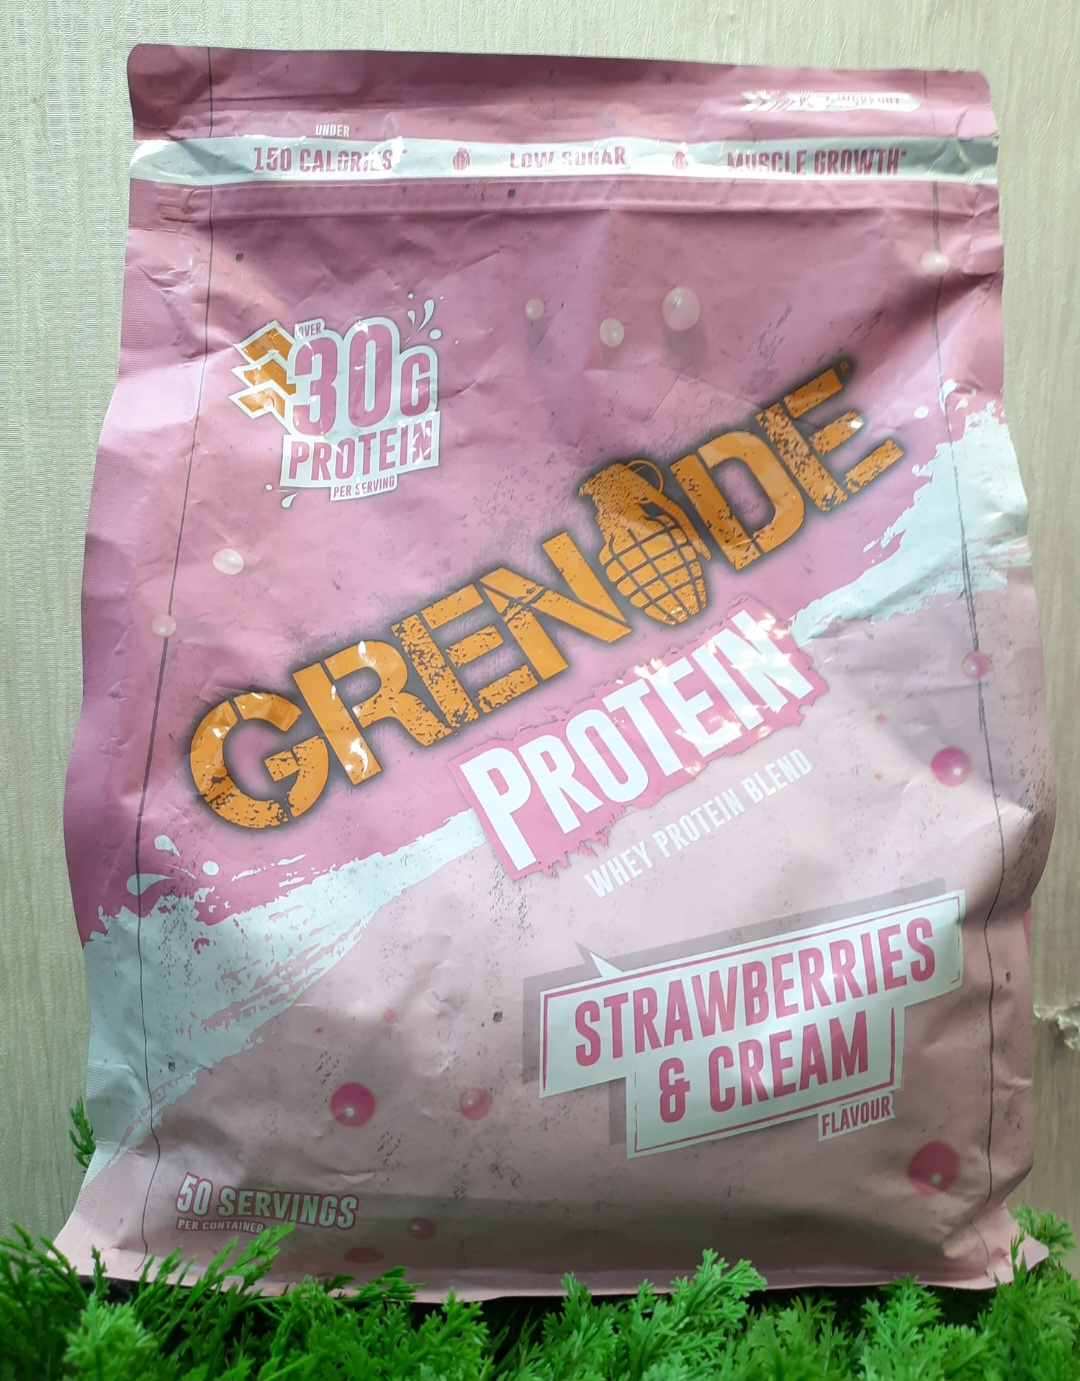 UNDER
150 CALORIES* LOW SUGAR MUSCLE GROWTH*
OVER
30G
PROTEIN
PER SERVING
GRENADE®
PROTEIN
WHEY PROTEIN BLEND
STRAWBERRIES
& CREAM
FLAVOUR
50 SERVINGS
PER CONTAINER